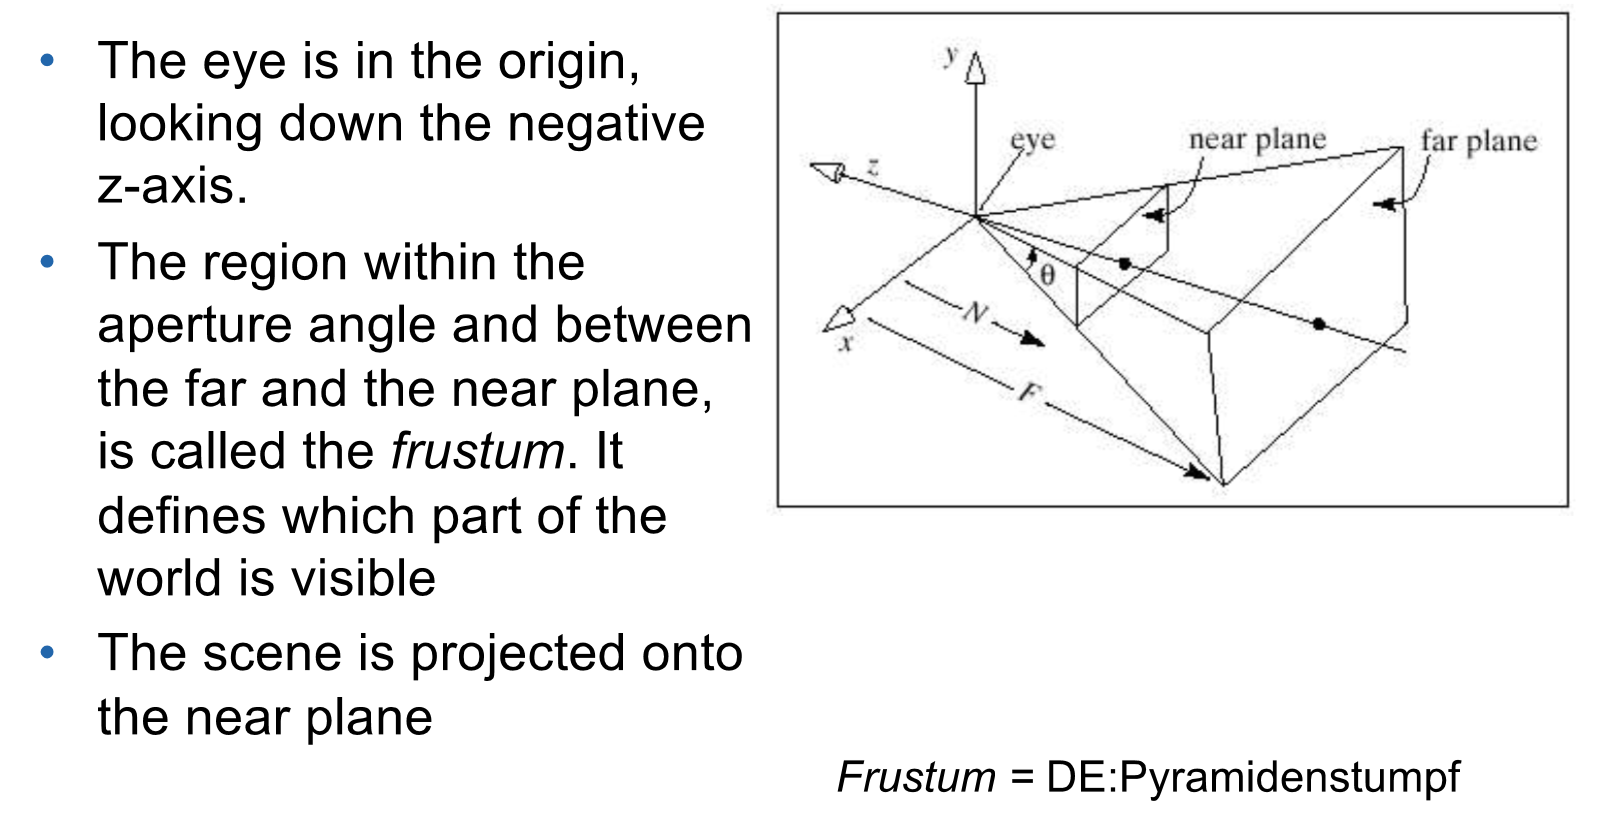 • The eye is in the origin,
looking down the negative
z-axis.
• The region within the
aperture angle and between
the far and the near plane,
is called the frustum. It
defines which part of the
world is visible
• The scene is projected onto
the near plane
y
eye
near plane
far plane
z
θ
N
x
F
Frustum = DE:Pyramidenstumpf